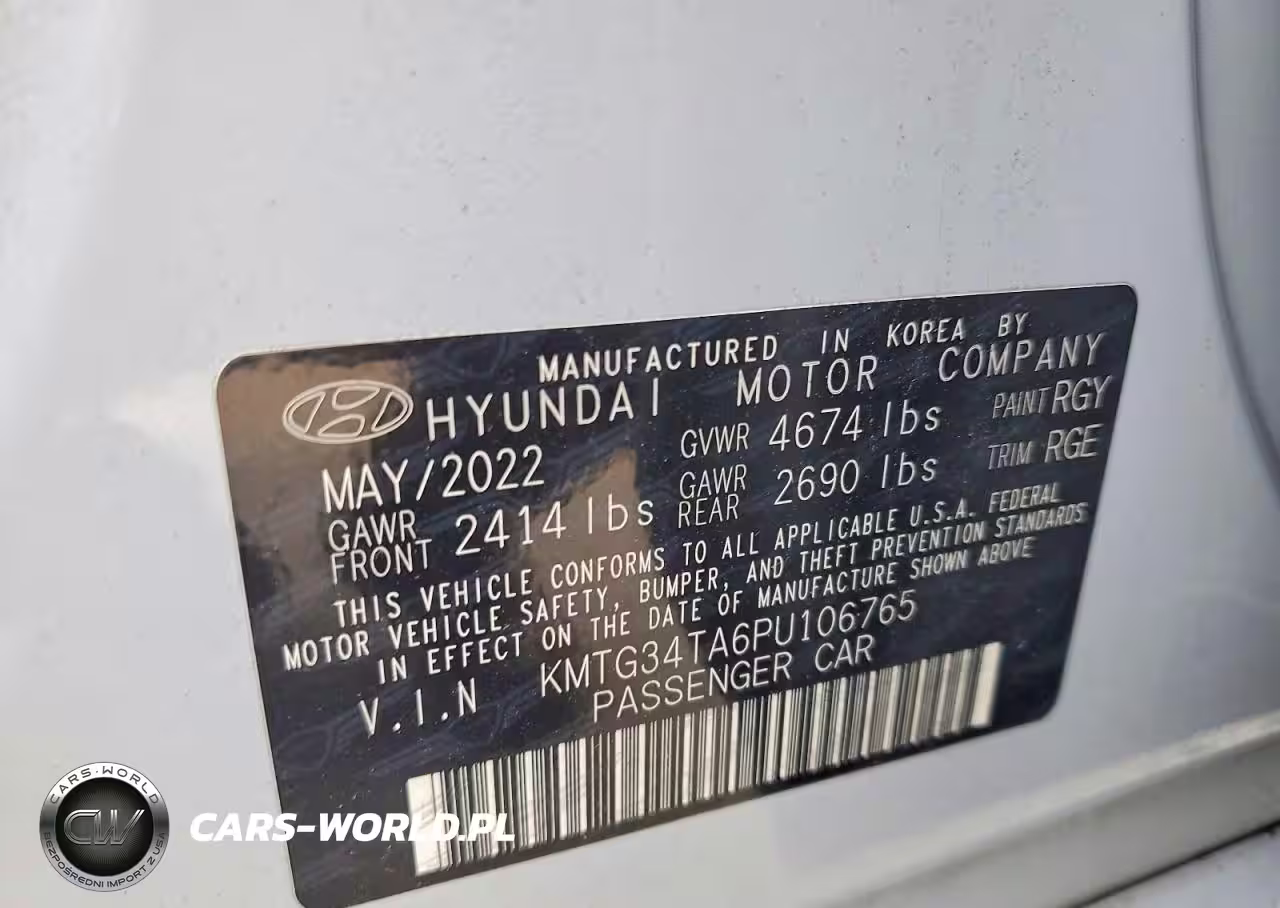 MANUFACTURED IN KOREA BY
HYUNDAI MOTOR COMPANY
MAY/2022 GVWR 4674 lbs PAINT RGY
GAWR FRONT 2414 lbs GAWR REAR 2690 lbs TRIM RGE
THIS VEHICLE CONFORMS TO ALL APPLICABLE U.S.A. FEDERAL
MOTOR VEHICLE SAFETY, BUMPER, AND THEFT PREVENTION STANDARDS
IN EFFECT ON THE DATE OF MANUFACTURE SHOWN ABOVE
V.I.N KMTG34TA6PU106765
PASSENGER CAR
CARS-WORLD
CW
BEZPOŚREDNI IMPORT Z USA
CARS-WORLD.PL